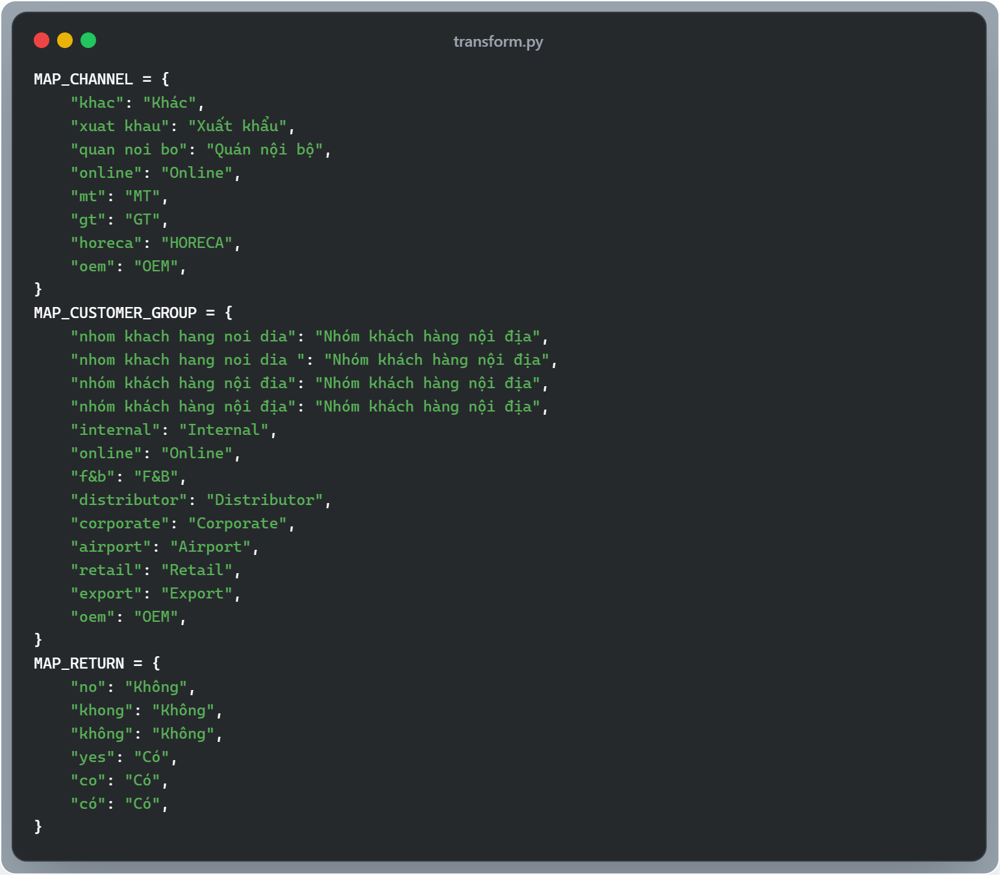 transform.py
MAP_CHANNEL = {
    "khac": "Khác",
    "xuat khau": "Xuất khẩu",
    "quan noi bo": "Quán nội bộ",
    "online": "Online",
    "mt": "MT",
    "gt": "GT",
    "horeca": "HORECA",
    "oem": "OEM",
}
MAP_CUSTOMER_GROUP = {
    "nhom khach hang noi dia": "Nhóm khách hàng nội địa",
    "nhom khach hang noi dia ": "Nhóm khách hàng nội địa",
    "nhóm khách hàng nội đia": "Nhóm khách hàng nội địa",
    "nhóm khách hàng nội địa": "Nhóm khách hàng nội địa",
    "internal": "Internal",
    "online": "Online",
    "f&b": "F&B",
    "distributor": "Distributor",
    "corporate": "Corporate",
    "airport": "Airport",
    "retail": "Retail",
    "export": "Export",
    "oem": "OEM",
}
MAP_RETURN = {
    "no": "Không",
    "khong": "Không",
    "không": "Không",
    "yes": "Có",
    "co": "Có",
    "có": "Có",
}